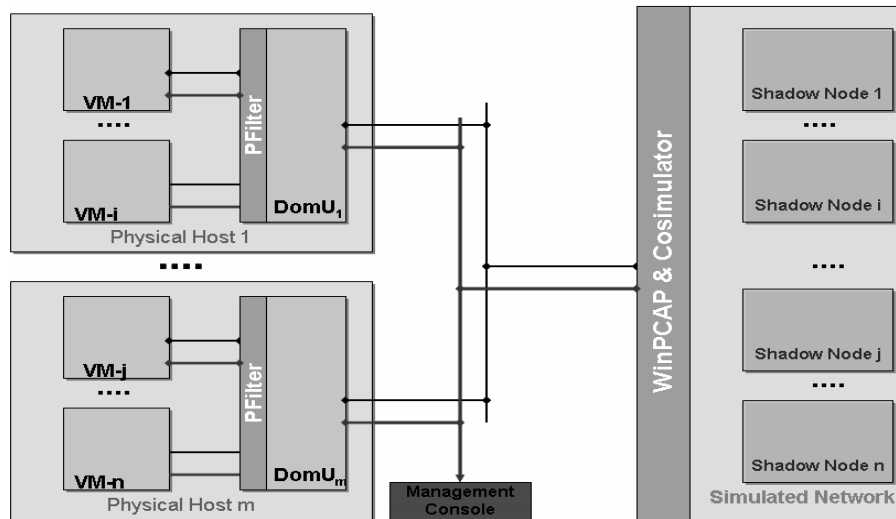 VM-1
....
VM-i
PFilter
DomU1
Physical Host 1
....
VM-j
....
VM-n
PFilter
DomUm
Physical Host m
Management
Console
WinPCAP & Cosimulator
Shadow Node 1
....
Shadow Node i
....
Shadow Node j
....
Shadow Node n
Simulated Network